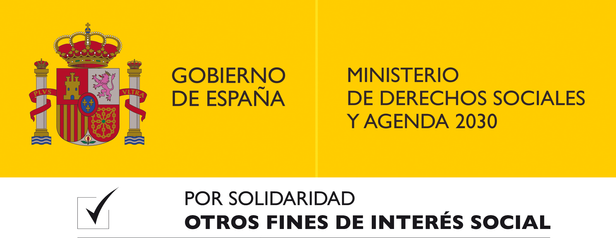 GOBIERNO
DE ESPAÑA
MINISTERIO
DE DERECHOS SOCIALES
Y AGENDA 2030
PLVS VLTRA
POR SOLIDARIDAD
OTROS FINES DE INTERÉS SOCIAL